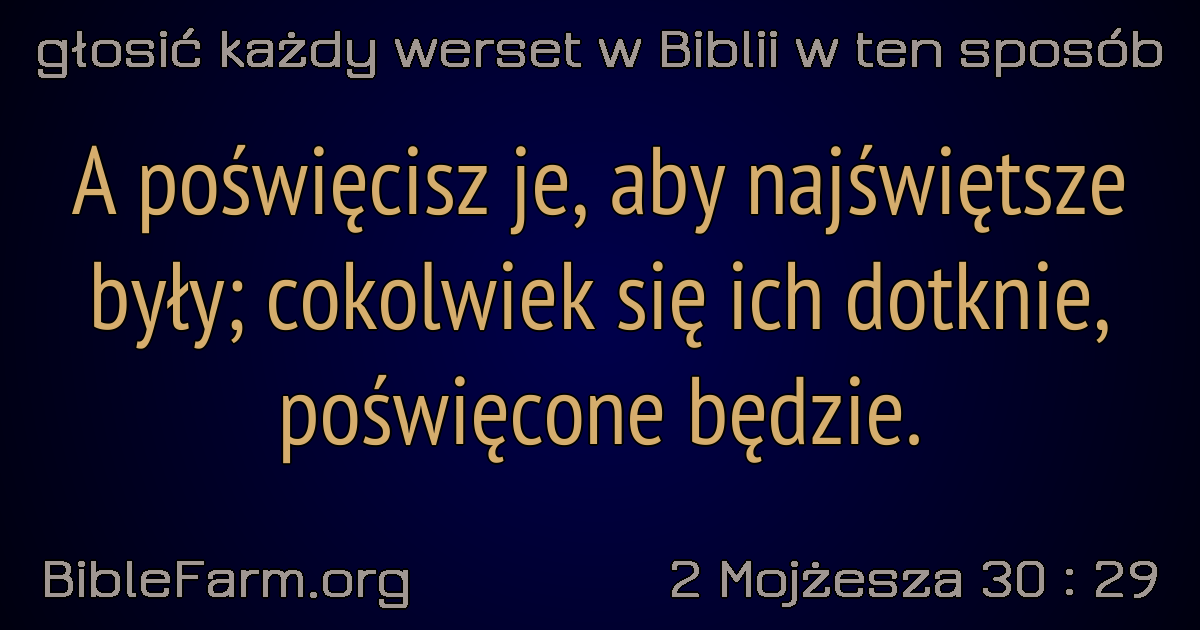 głosić każdy werset w Biblii w ten sposób
A poświęcisz je, aby najświętsze
były; cokolwiek się ich dotknie,
poświęcone będzie.
BibleFarm.org
2 Mojżesza 30 : 29